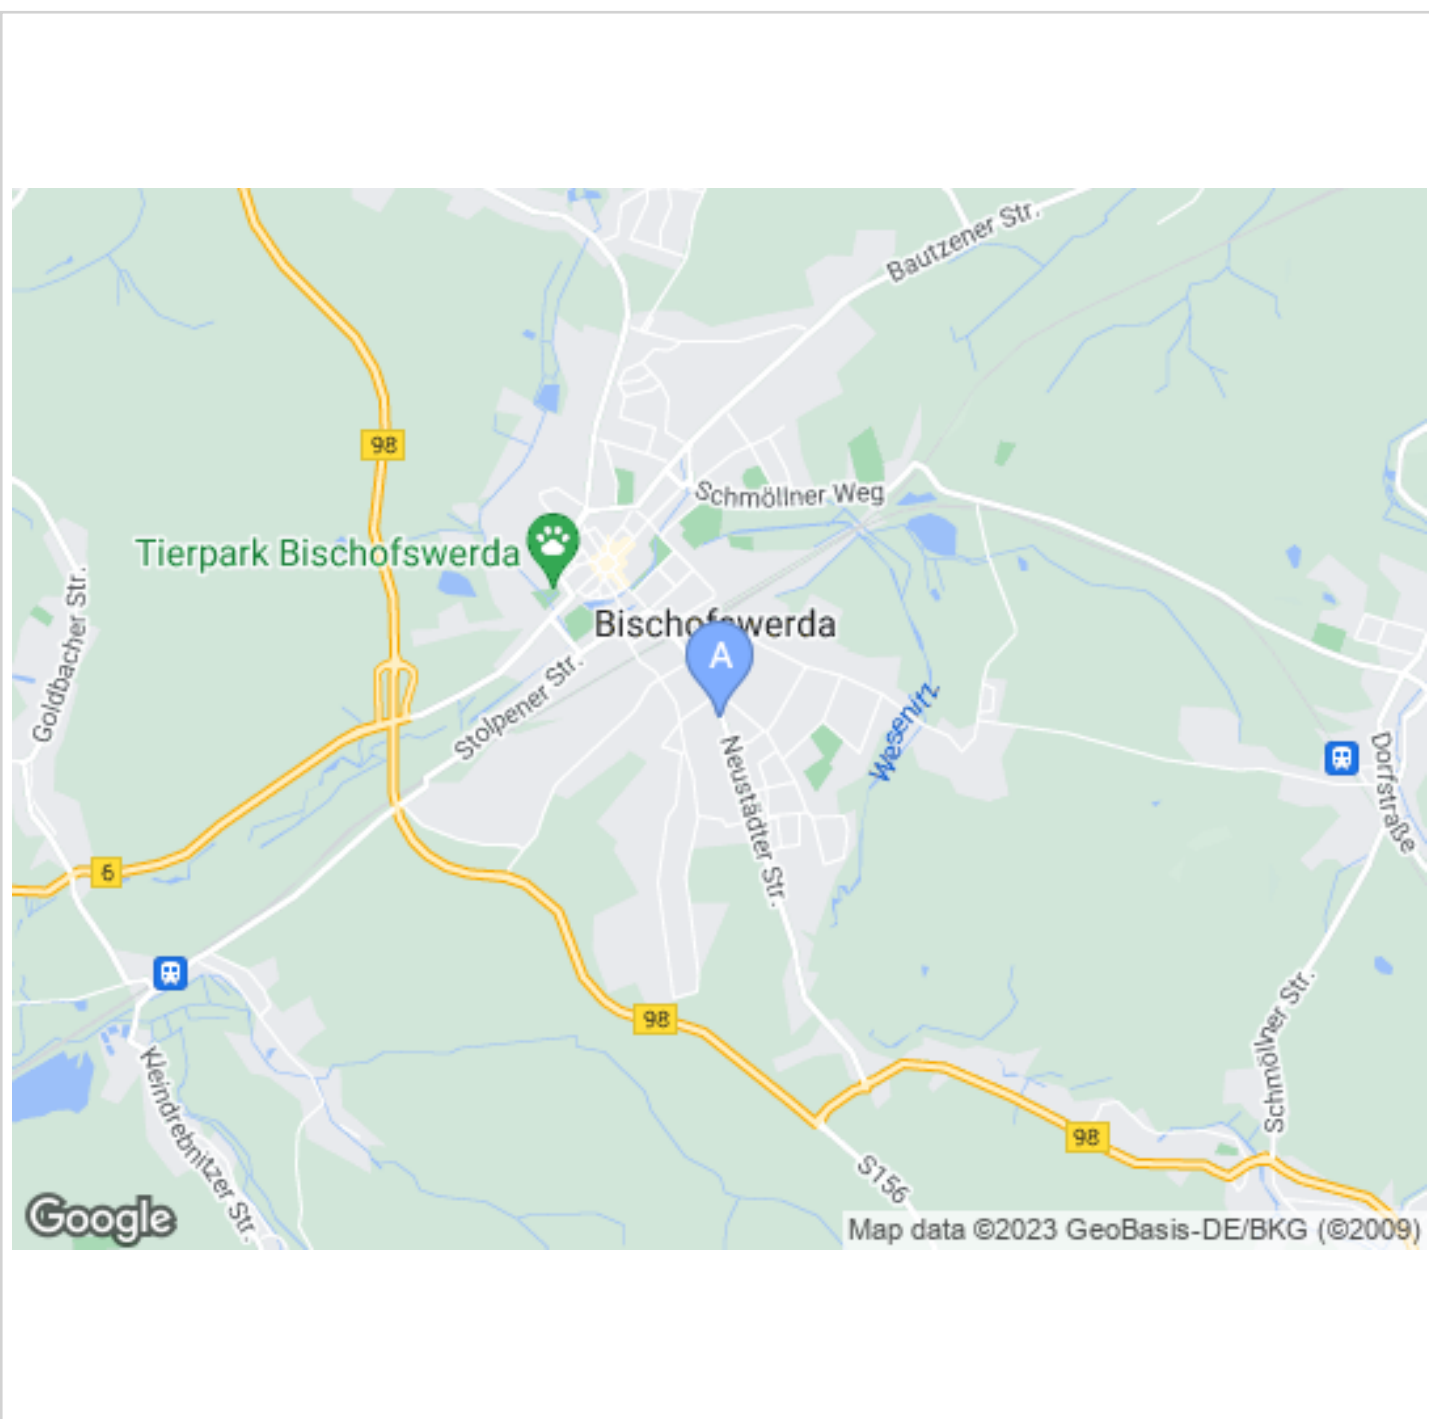 Bautzener Str.
98
Schmöllner Weg
Tierpark Bischofswerda
Goldbacher Str.
Bischofswerda
A
Stolpener Str.
Wesenitz
Neustädter Str.
Dorfstraße
6
98
Schmöllner Str.
Kleindrebnitzer Str.
98
S156
Google
Map data ©2023 GeoBasis-DE/BKG (©2009)